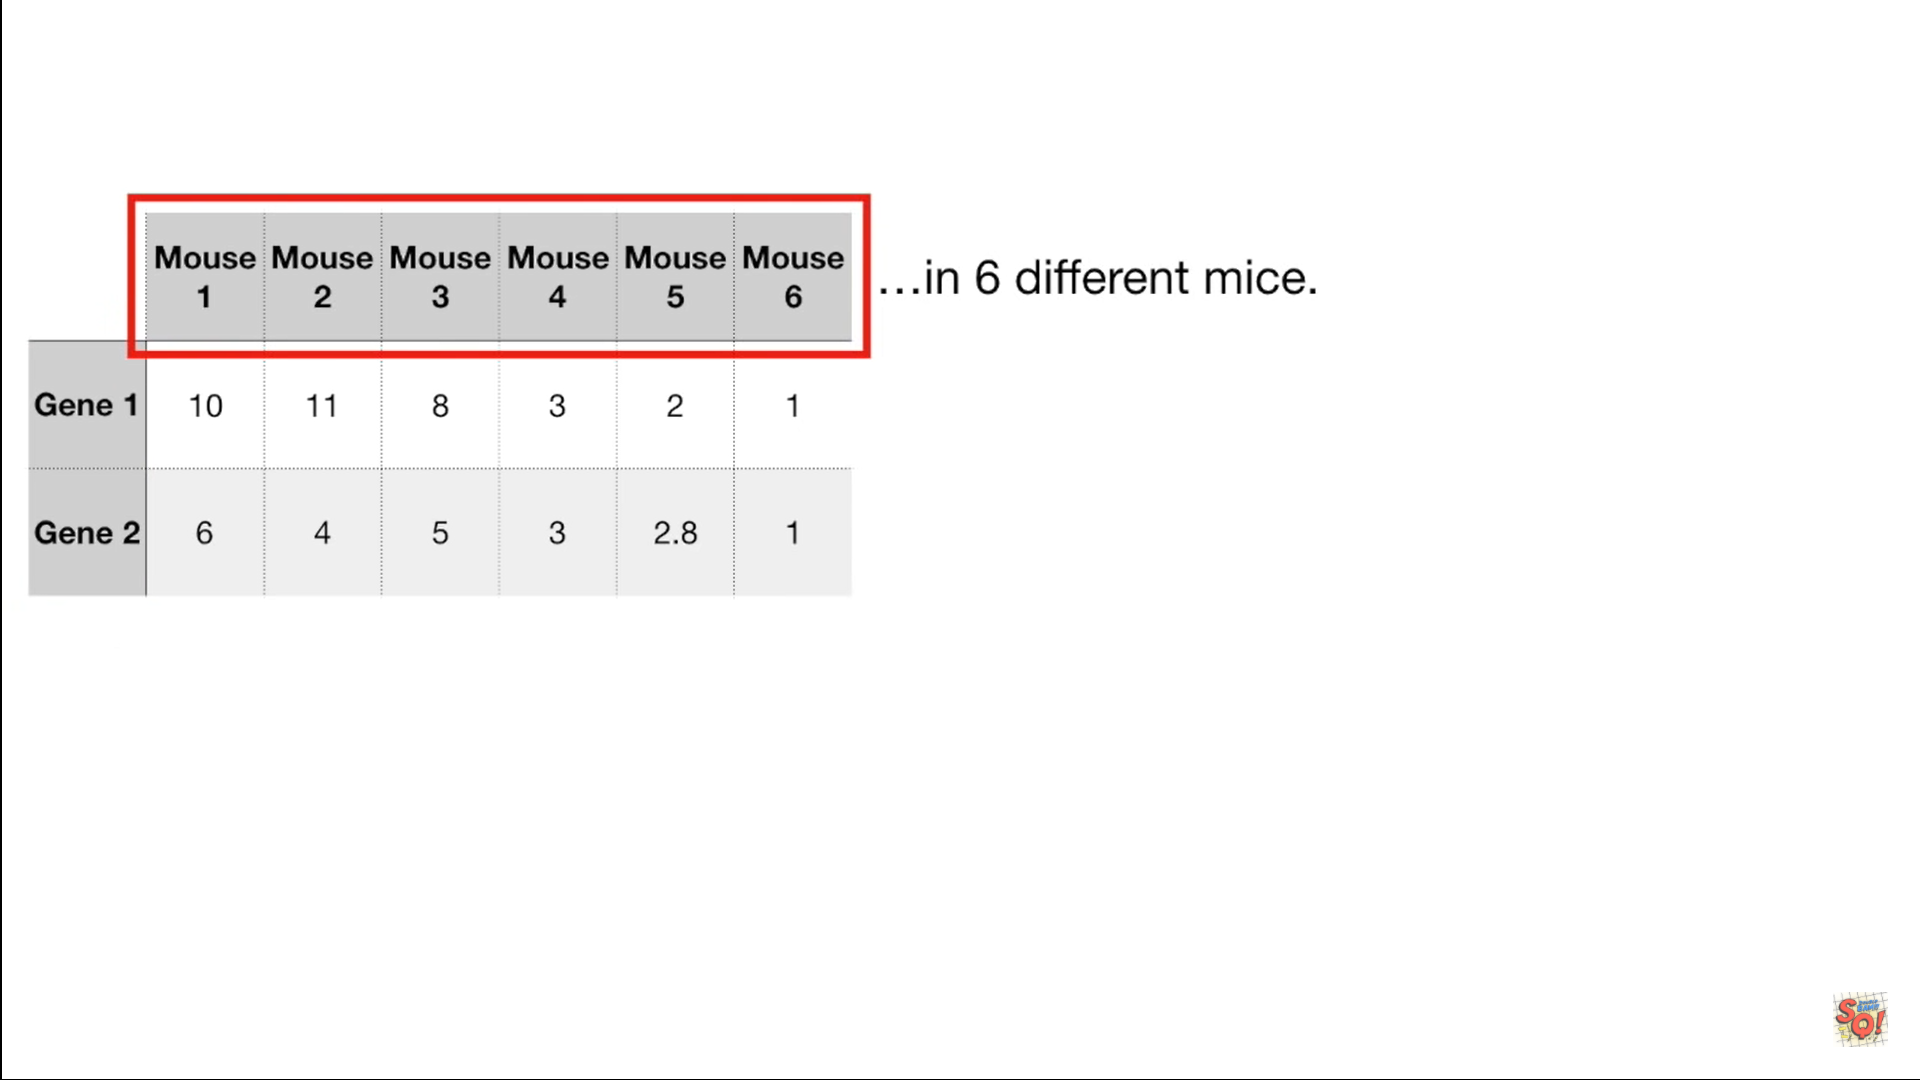 Mouse 1 Mouse 2 Mouse 3 Mouse 4 Mouse 5 Mouse 6
…in 6 different mice.
Gene 1 10 11 8 3 2 1
Gene 2 6 4 5 3 2.8 1
SQ!